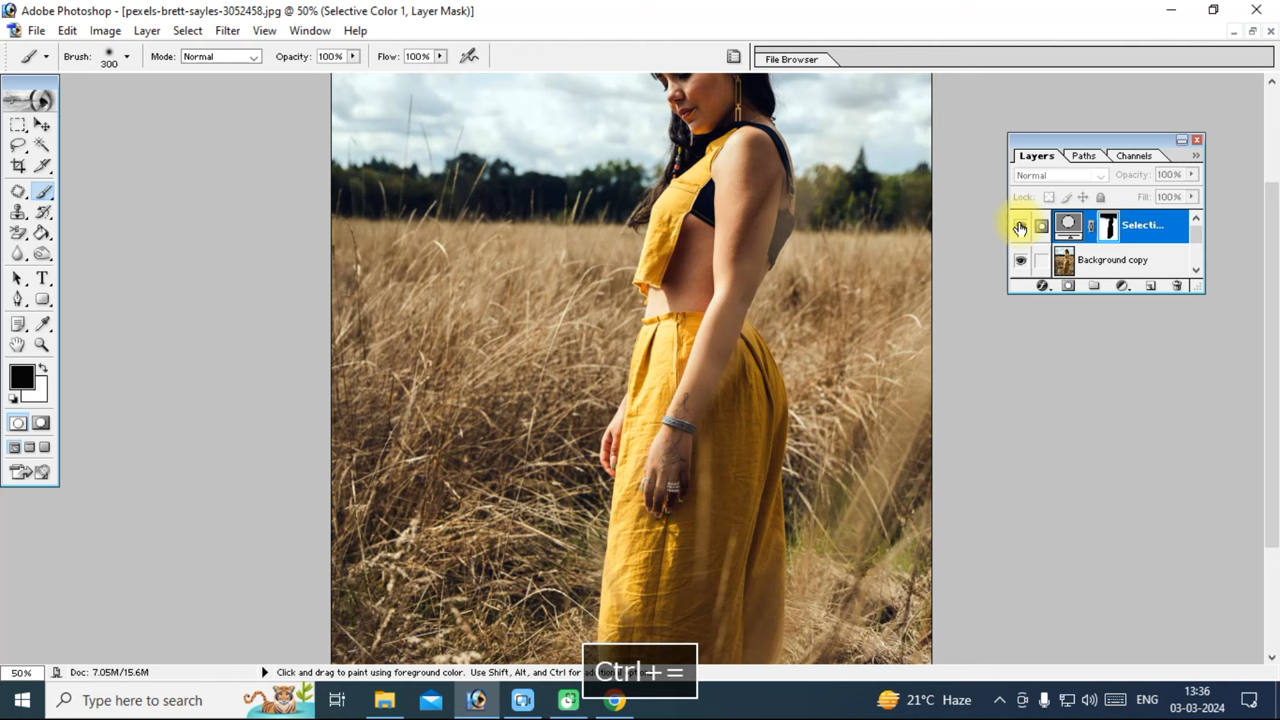 Adobe Photoshop - [pexels-brett-sayles-3052458.jpg @ 50% (Selective Color 1, Layer Mask)]
File Edit Image Layer Select Filter View Window Help
Brush: 300 Mode: Normal Opacity: 100% Flow: 100% File Browser
Layers Paths Channels
Normal Opacity: 100%
Lock: Fill: 100%
Selecti...
Background copy
T
Ctrl+=
50% Doc: 7.05M/15.6M Click and drag to paint using foreground color. Use Shift, Alt, and Ctrl for
Type here to search
21°C Haze
ENG
13:36
03-03-2024